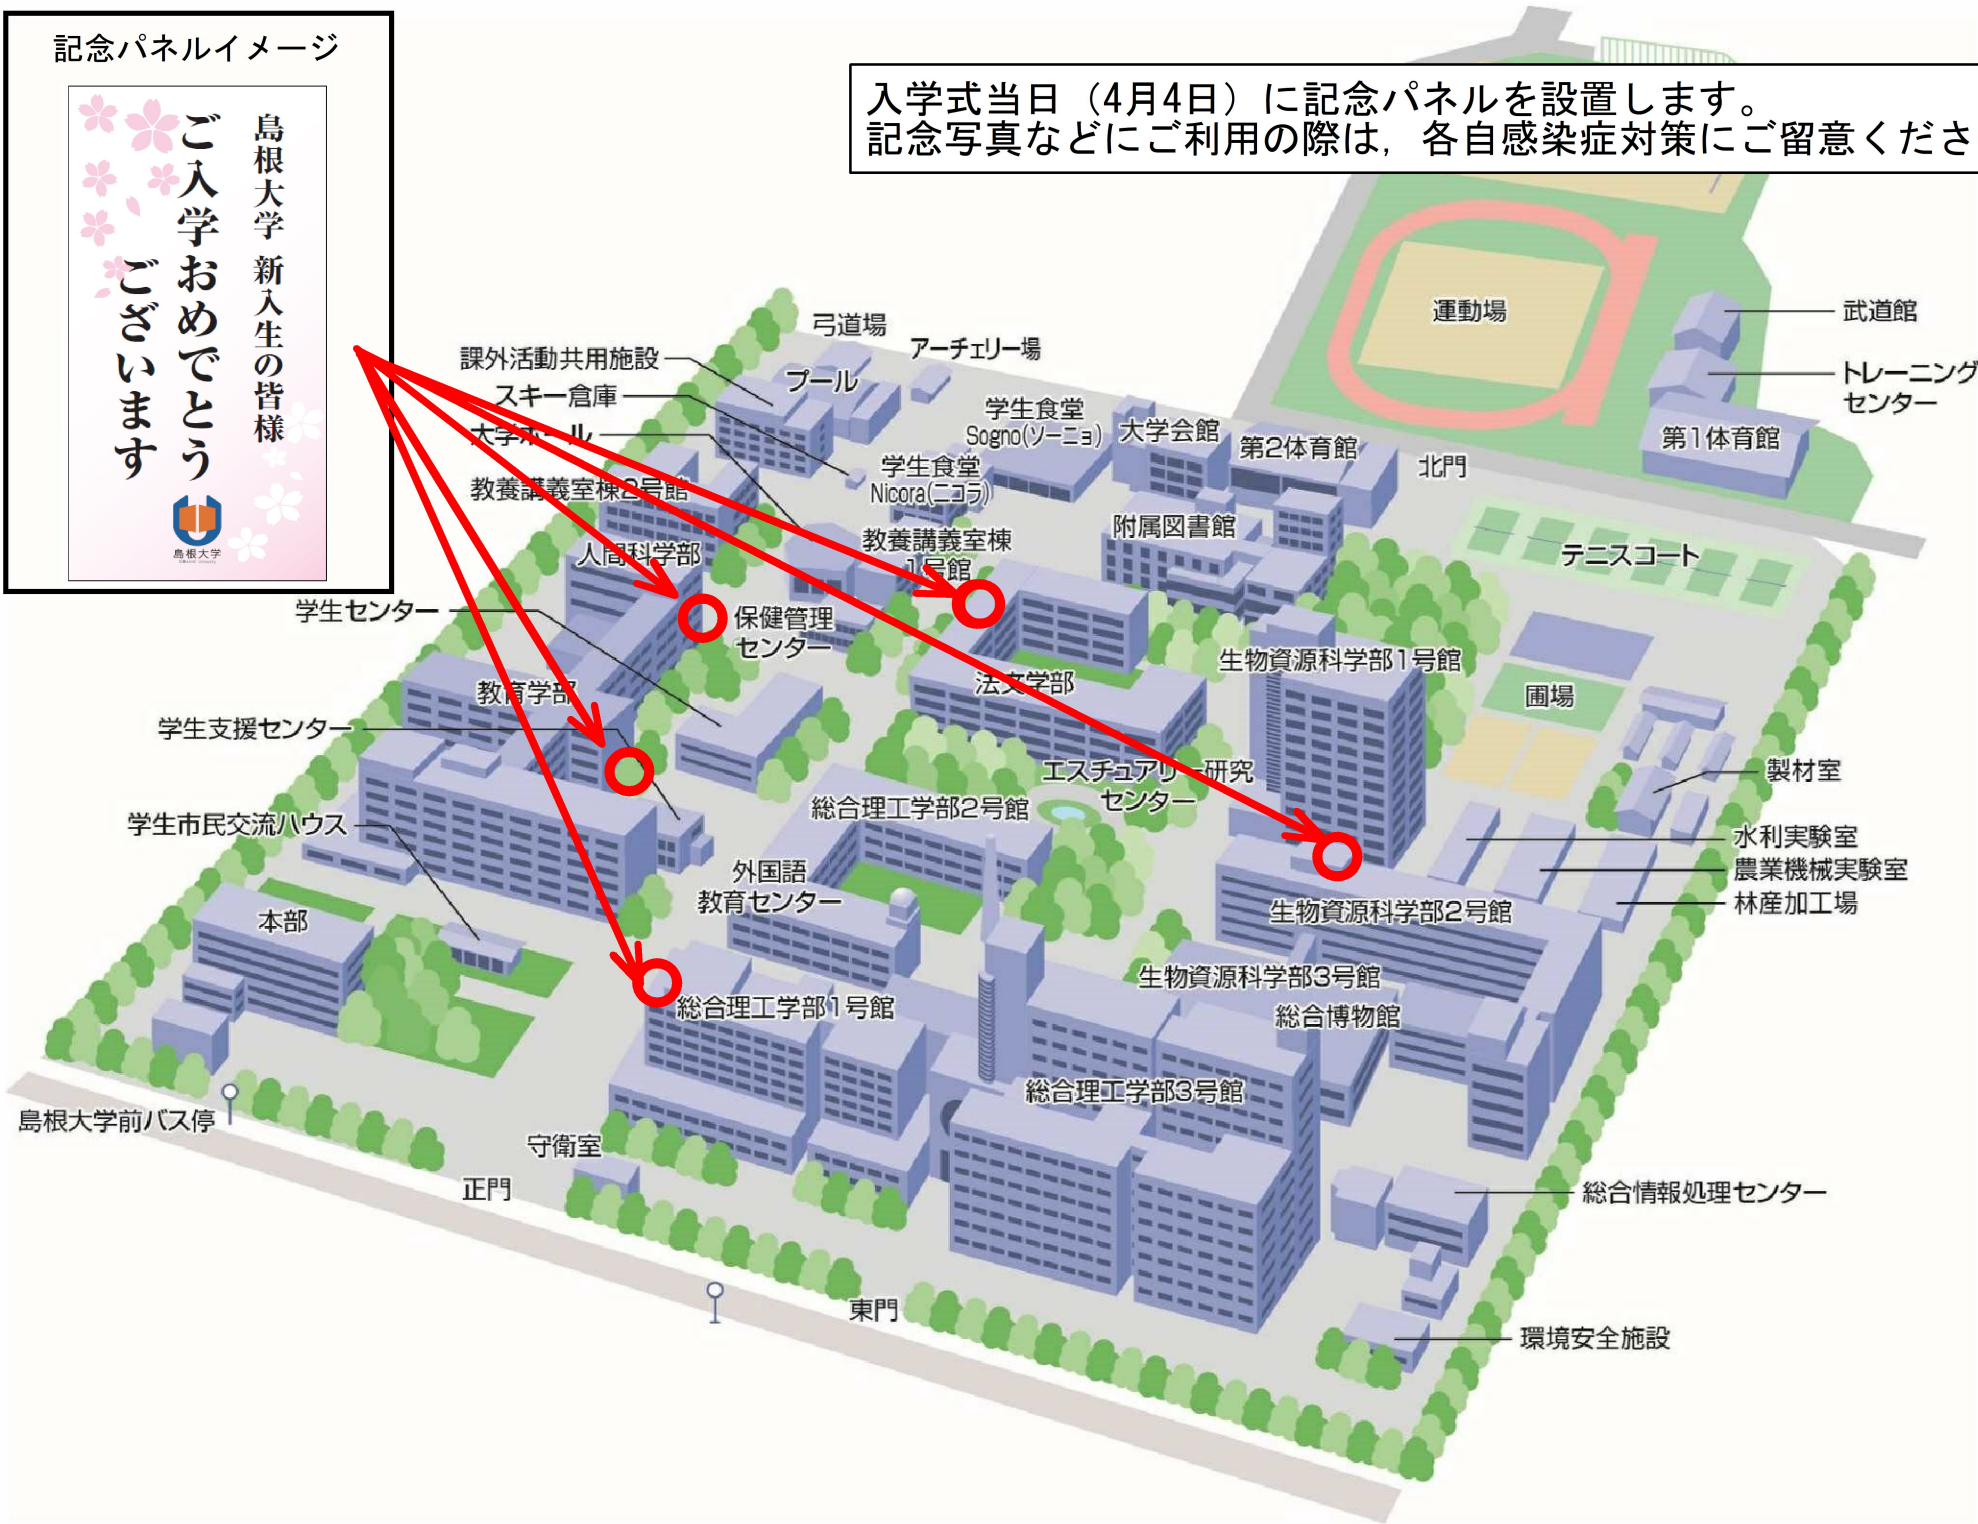 記念パネルイメージ
島根大学 新入生の皆様
ご入学おめでとう
ございます
島根大学
入学式当日（4月4日）に記念パネルを設置します。
記念写真などにご利用の際は，各自感染症対策にご留意くださ
運動場
武道館
トレーニング
センター
第1体育館
弓道場
アーチェリー場
課外活動共用施設
プール
スキー倉庫
学生食堂
Sogno(ソーニョ)
大学会館
第2体育館
北門
大学ホール
学生食堂
Nicora(ニコラ)
教養講義室棟2号館
附属図書館
教養講義室棟
1号館
テニスコート
人間科学部
学生センター
保健管理
センター
生物資源科学部1号館
法文学部
教育学部
圃場
学生支援センター
エスチュアリー研究
センター
製材室
総合理工学部2号館
学生市民交流ハウス
水利実験室
農業機械実験室
林産加工場
外国語
教育センター
本部
生物資源科学部2号館
生物資源科学部3号館
総合理工学部1号館
総合博物館
総合理工学部3号館
島根大学前バス停
守衛室
正門
総合情報処理センター
東門
環境安全施設